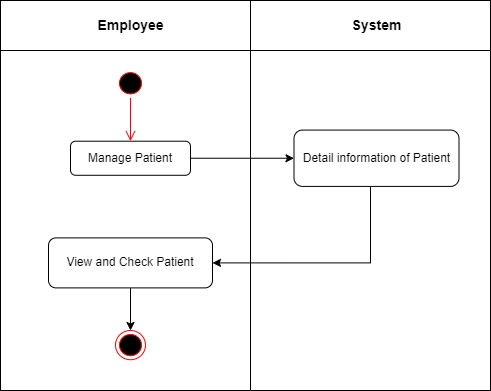 Employee
System
Manage Patient
Detail information of Patient
View and Check Patient